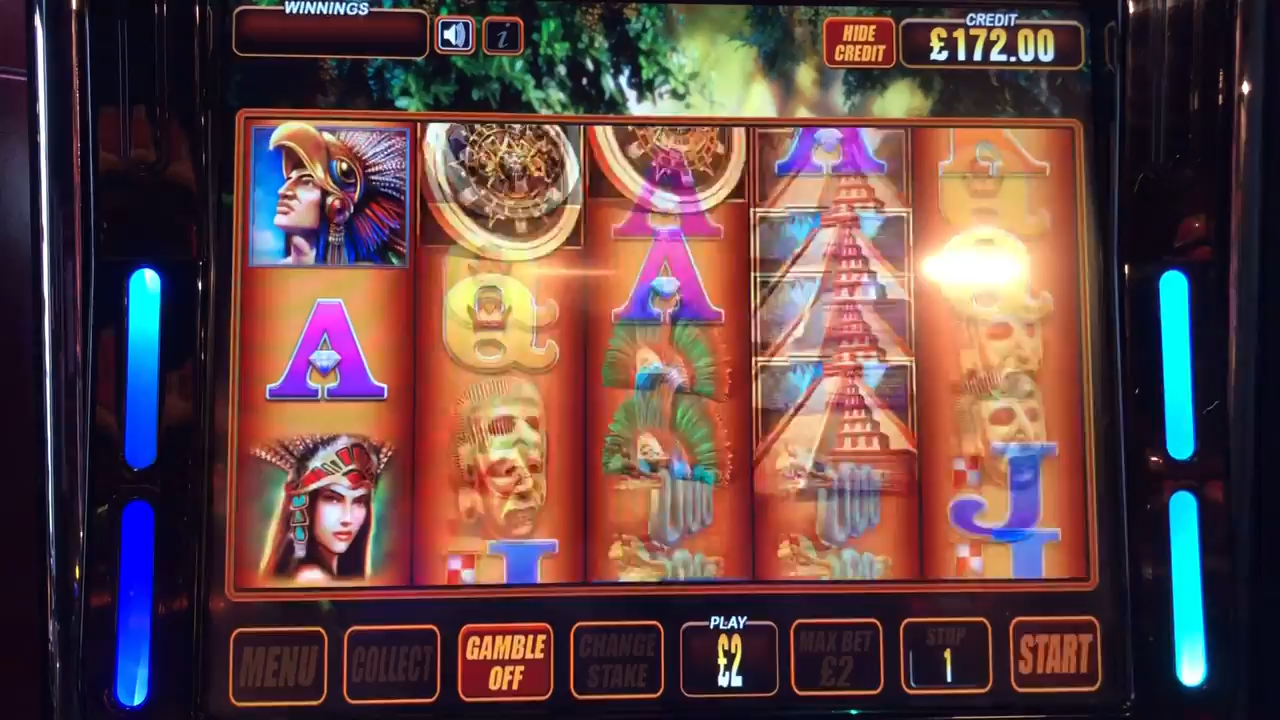 WINNINGS
i
HIDE
CREDIT
CREDIT
£172.00
A
A
A
A
A
Q
J
J
J
MENU
COLLECT
GAMBLE
OFF
CHANGE
STAKE
PLAY
£2
MAX BET
£2
STOP
1
START